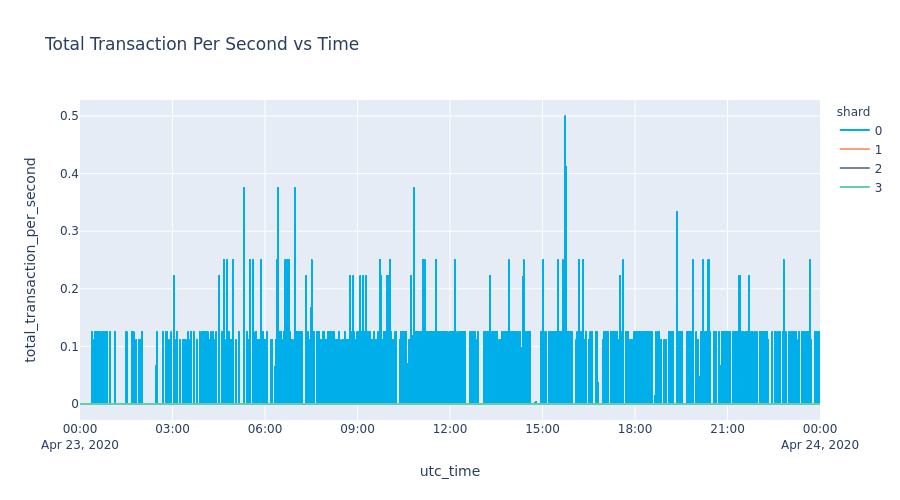 Total Transaction Per Second vs Time
shard
0
1
2
3
total_transaction_per_second
0.5
0.4
0.3
0.2
0.1
0
00:00 03:00 06:00 09:00 12:00 15:00 18:00 21:00 00:00
Apr 23, 2020 Apr 24, 2020
utc_time